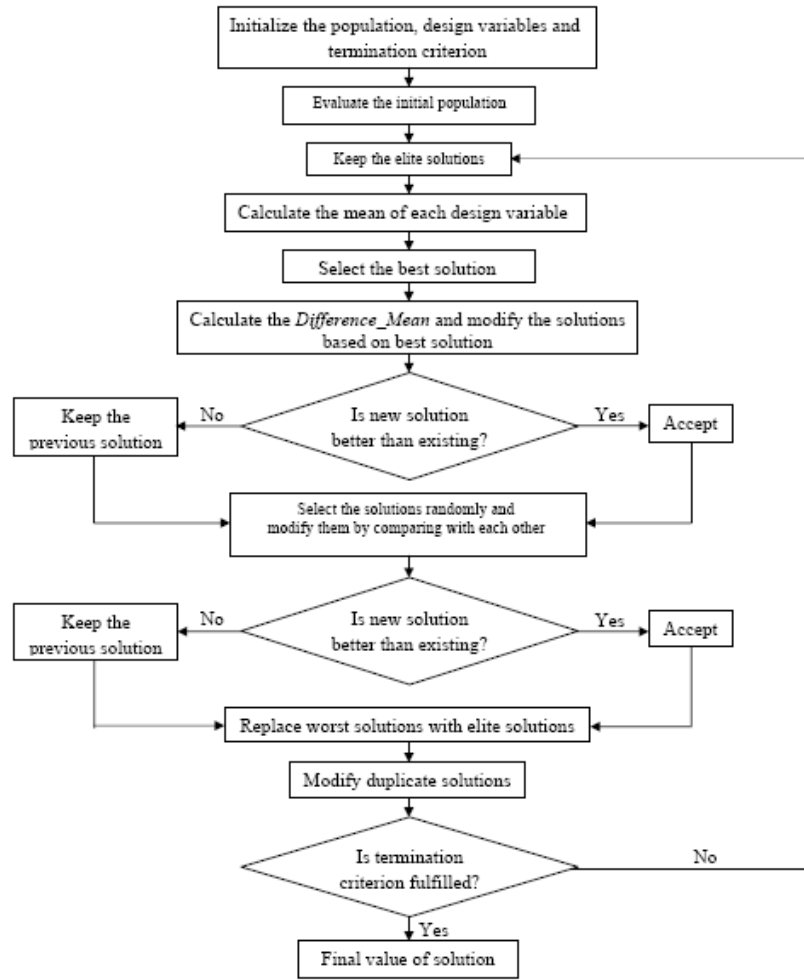 Initialize the population, design variables and
termination criterion
Evaluate the initial population
Keep the elite solutions
Calculate the mean of each design variable
Select the best solution
Calculate the Difference_Mean and modify the solutions
based on best solution
Keep the
previous solution
No
Is new solution
better than existing?
Yes
Accept
Select the solutions randomly and
modify them by comparing with each other
Keep the
previous solution
No
Is new solution
better than existing?
Yes
Accept
Replace worst solutions with elite solutions
Modify duplicate solutions
Is termination
criterion fulfilled?
No
Yes
Final value of solution